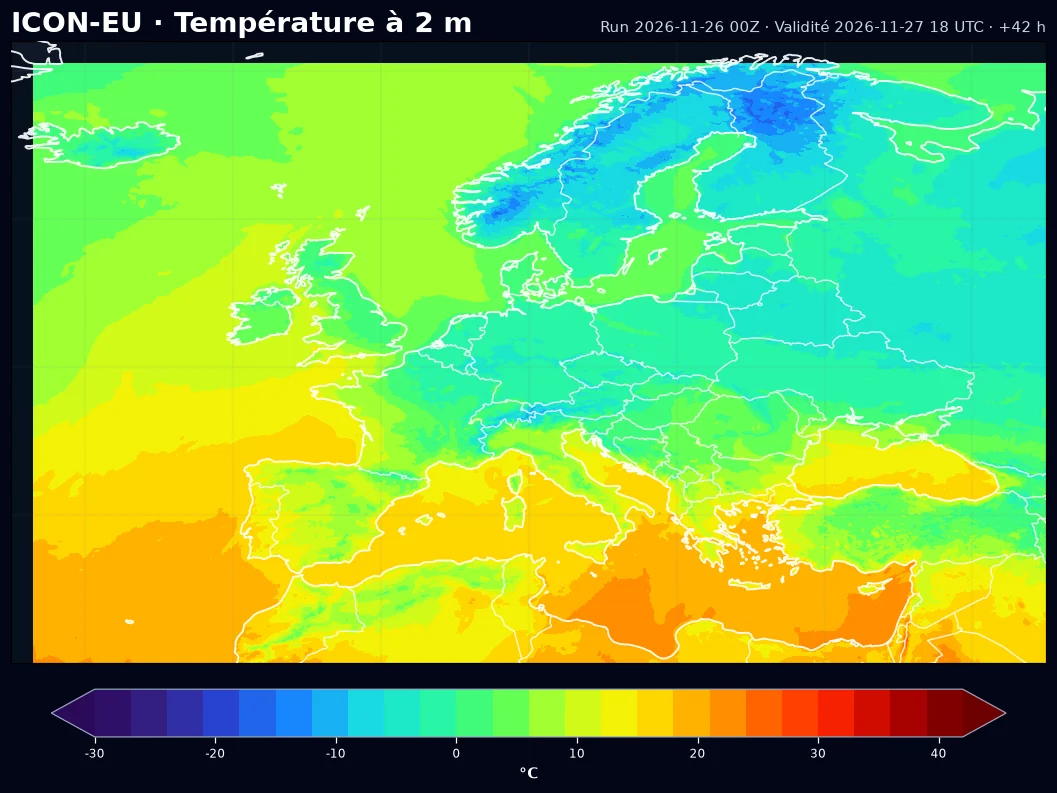 ICON-EU · Température à 2 m
Run 2026-11-26 00Z · Validité 2026-11-27 18 UTC · +42 h
-30 -20 -10 0 10 20 30 40
°C